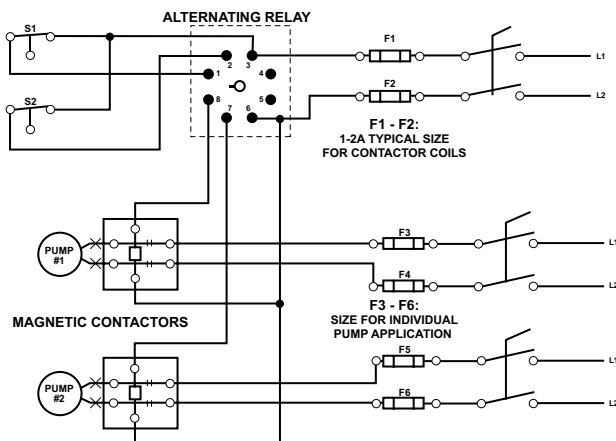 ALTERNATING RELAY
S1
F1
L1
2
3
1
4
S2
F2
L2
8
5
7
6
F1 - F2:
1-2A TYPICAL SIZE
FOR CONTACTOR COILS
F3
L1
PUMP
#1
F4
L2
F3 - F6:
SIZE FOR INDIVIDUAL
PUMP APPLICATION
MAGNETIC CONTACTORS
F5
L1
PUMP
#2
F6
L2